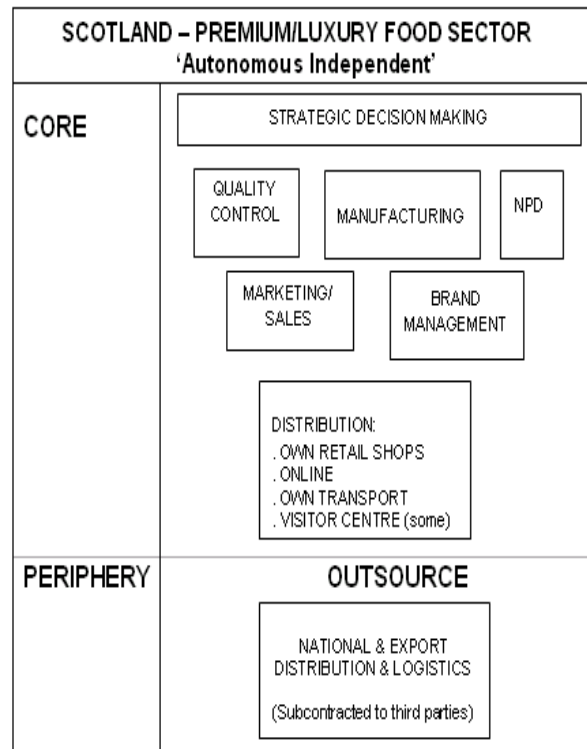 SCOTLAND – PREMIUM/LUXURY FOOD SECTOR
‘Autonomous Independent’
CORE
STRATEGIC DECISION MAKING
QUALITY
CONTROL
MANUFACTURING
NPD
MARKETING/
SALES
BRAND
MANAGEMENT
DISTRIBUTION:
. OWN RETAIL SHOPS
. ONLINE
. OWN TRANSPORT
. VISITOR CENTRE (some)
PERIPHERY
OUTSOURCE
NATIONAL & EXPORT
DISTRIBUTION & LOGISTICS
(Subcontracted to third parties)